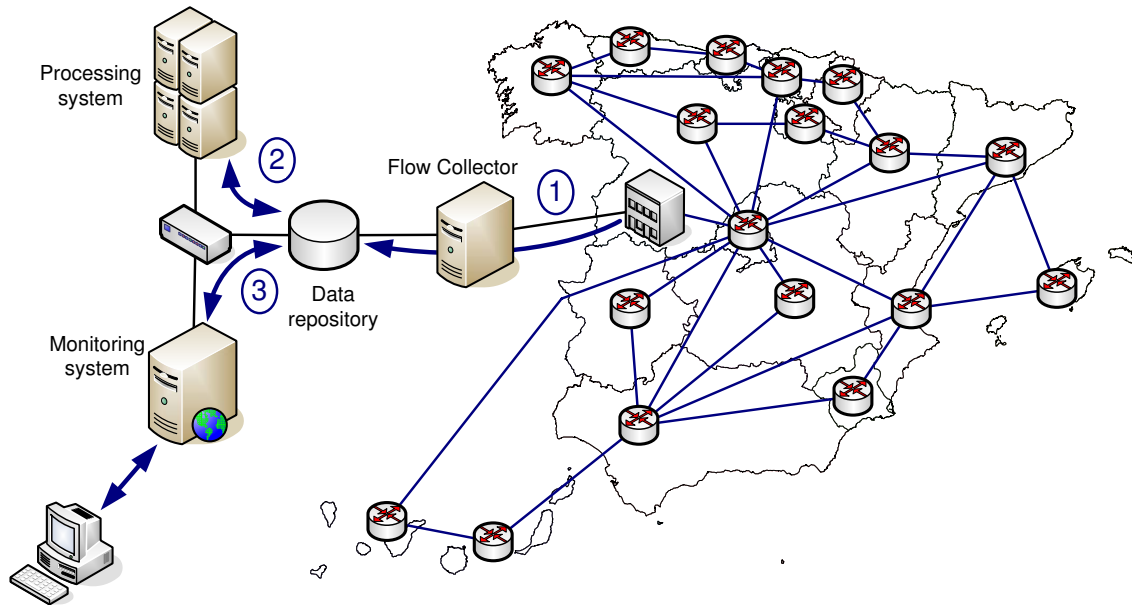 Processing
system
2
Flow Collector
1
3
Data
repository
Monitoring
system